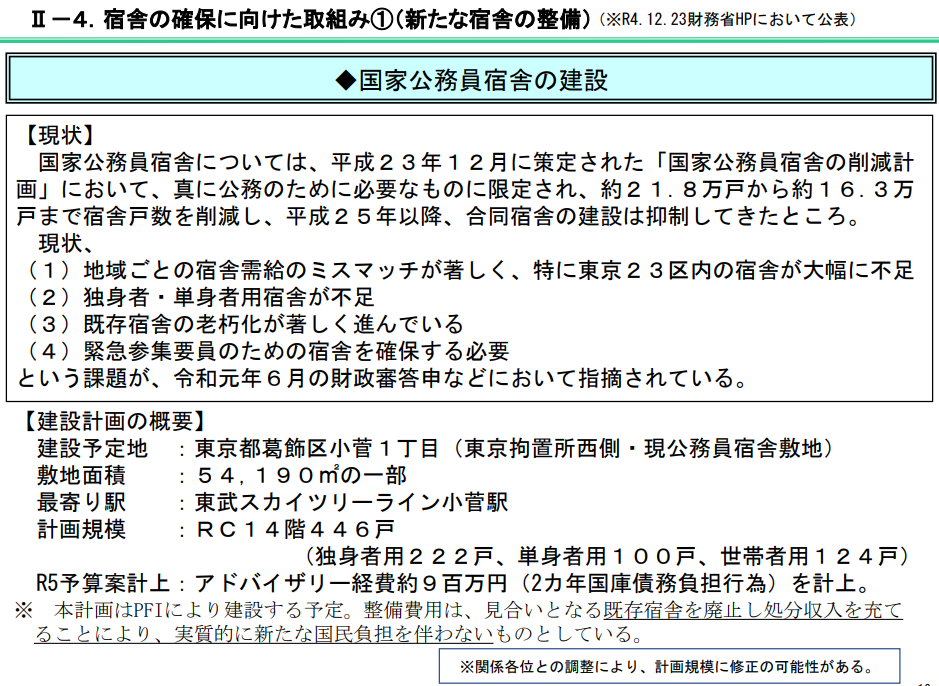 Ⅱ－4. 宿舎の確保に向けた取組み①（新たな宿舎の整備）（※R4.12.23財務省HPにおいて公表）
◆国家公務員宿舎の建設
【現状】
国家公務員宿舎については、平成２３年１２月に策定された「国家公務員宿舎の削減計
画」において、真に公務のために必要なものに限定され、約２１.８万戸から約１６.３万
戸まで宿舎戸数を削減し、平成２５年以降、合同宿舎の建設は抑制してきたところ。
現状、
（１）地域ごとの宿舎需給のミスマッチが著しく、特に東京２３区内の宿舎が大幅に不足
（２）独身者・単身者用宿舎が不足
（３）既存宿舎の老朽化が著しく進んでいる
（４）緊急参集要員のための宿舎を確保する必要
という課題が、令和元年６月の財政審答申などにおいて指摘されている。
【建設計画の概要】
建設予定地　：東京都葛飾区小菅１丁目（東京拘置所西側・現公務員宿舎敷地）
敷地面積　：５４,１９０㎡の一部
最寄り駅　：東武スカイツリーライン小菅駅
計画規模　：ＲＣ１４階４４６戸
（独身者用２２２戸、単身者用１００戸、世帯者用１２４戸）
R5予算案計上：アドバイザリー経費約９百万円（2カ年国庫債務負担行為）を計上。
※　本計画はPFIにより建設する予定。整備費用は、見合いとなる既存宿舎を廃止し処分収入を充て
ることにより、実質的に新たな国民負担を伴わないものとしている。
※関係各位との調整により、計画規模に修正の可能性がある。